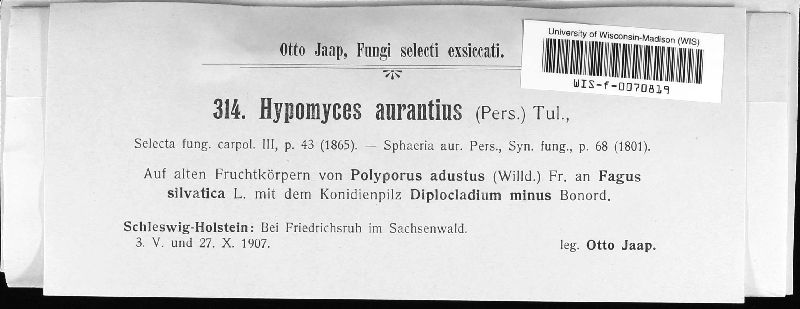 Otto Jaap, Fungi selecti exsiccati.
University of Wisconsin-Madison (WIS)
WIS-f-0070819
314. Hypomyces aurantius (Pers.) Tul.,
Selecta fung. carpol. III, p. 43 (1865). — Sphaeria aur. Pers., Syn. fung., p. 68 (1801).
Auf alten Fruchtkörpern von Polyporus adustus (Willd.) Fr. an Fagus
silvatica L. mit dem Konidienpilz Diplocladium minus Bonord.
Schleswig-Holstein: Bei Friedrichsruh im Sachsenwald.
3. V. und 27. X. 1907.
leg. Otto Jaap.